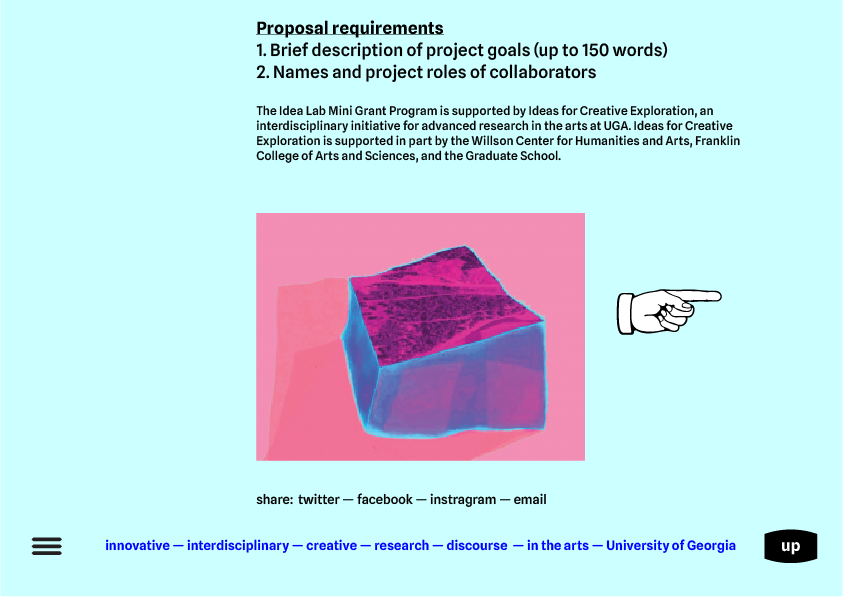 Proposal requirements
1. Brief description of project goals (up to 150 words)
2. Names and project roles of collaborators
The Idea Lab Mini Grant Program is supported by Ideas for Creative Exploration, an
interdisciplinary initiative for advanced research in the arts at UGA. Ideas for Creative
Exploration is supported in part by the Willson Center for Humanities and Arts, Franklin
College of Arts and Sciences, and the Graduate School.
share: twitter — facebook — instragram — email
innovative — interdisciplinary — creative — research — discourse — in the arts — University of Georgia
up